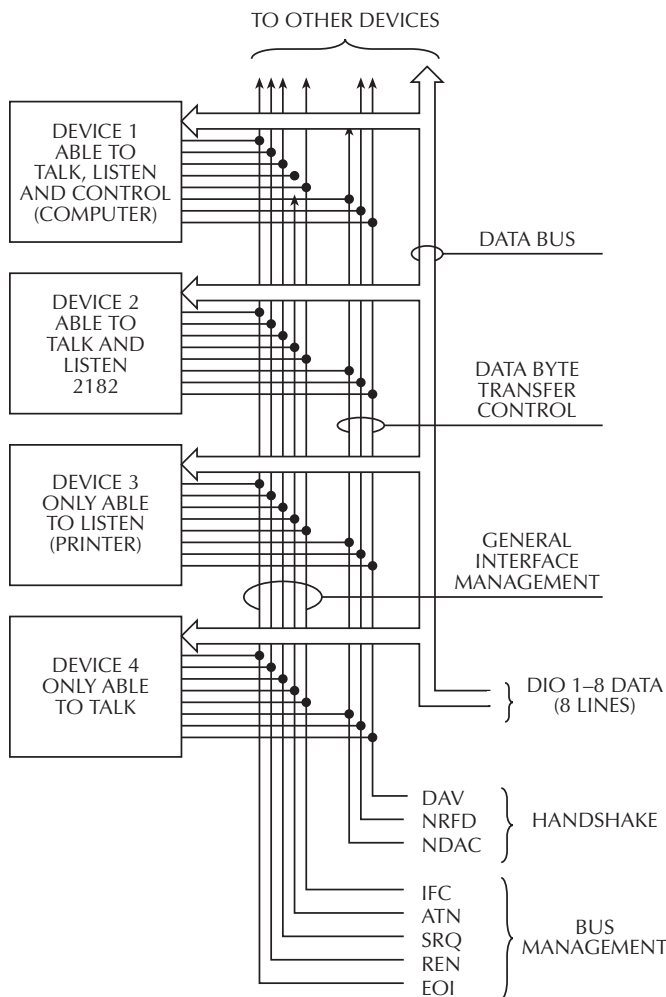 TO OTHER DEVICES
DEVICE 1
ABLE TO
TALK, LISTEN
AND CONTROL
(COMPUTER)
DATA BUS
DEVICE 2
ABLE TO
TALK AND
LISTEN
2182
DATA BYTE
TRANSFER
CONTROL
DEVICE 3
ONLY ABLE
TO LISTEN
(PRINTER)
GENERAL
INTERFACE
MANAGEMENT
DEVICE 4
ONLY ABLE
TO TALK
DIO 1–8 DATA
(8 LINES)
DAV
NRFD
NDAC
HANDSHAKE
IFC
ATN
SRQ
REN
EOI
BUS
MANAGEMENT